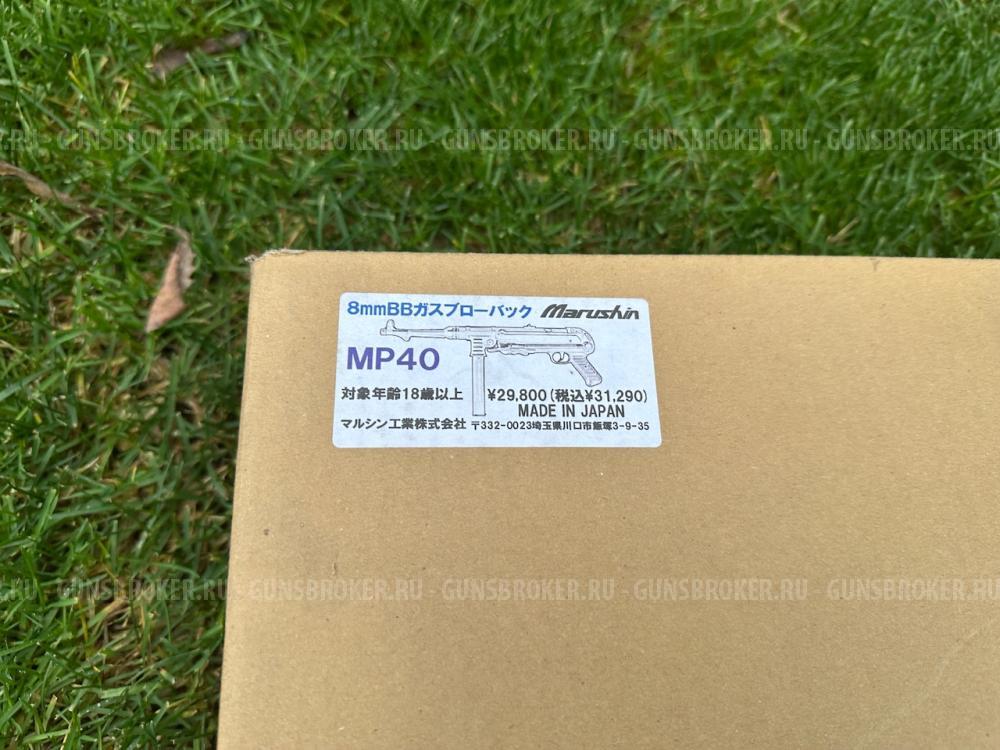 .RU - GUNSBROKER.RU - GUNSBROKER.RU - GUNSBROKER.RU - GUNSBROKER.RU - GUNSBROKER.RU
8mmBBガスブローバック Marushin
MP40
対象年齢18歳以上 ¥29,800(税込¥31,290)
MADE IN JAPAN
マルシン工業株式会社 〒332-0023埼玉県川口市飯塚3-9-35
.RU - GUNSBROKER.RU - GUNSBROKER.RU - GUNSBROKER.RU - GUNSBROKER.RU - GUNSBROKER.RU